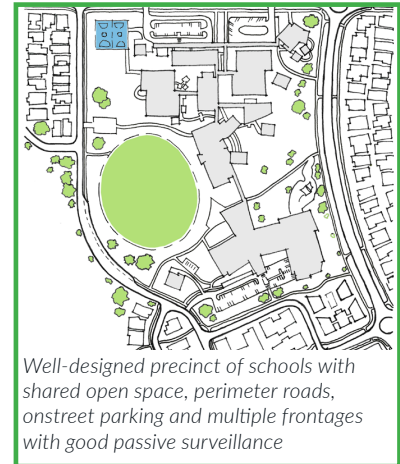 Well-designed precinct of schools with
shared open space, perimeter roads,
onstreet parking and multiple frontages
with good passive surveillance